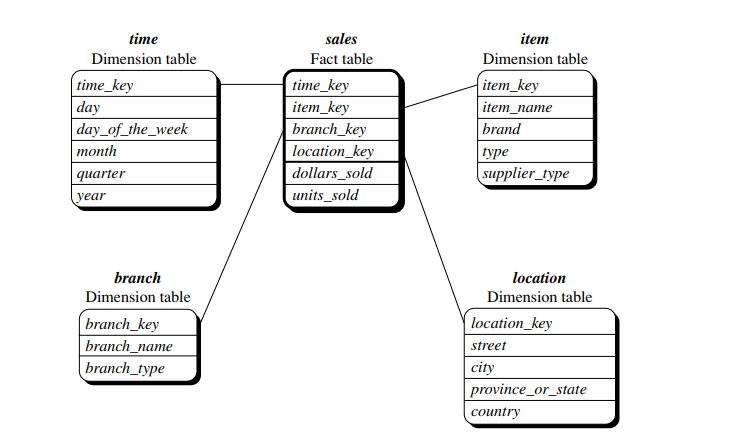 time
Dimension table
time_key
day
day_of_the_week
month
quarter
year
sales
Fact table
time_key
item_key
branch_key
location_key
dollars_sold
units_sold
item
Dimension table
item_key
item_name
brand
type
supplier_type
branch
Dimension table
branch_key
branch_name
branch_type
location
Dimension table
location_key
street
city
province_or_state
country